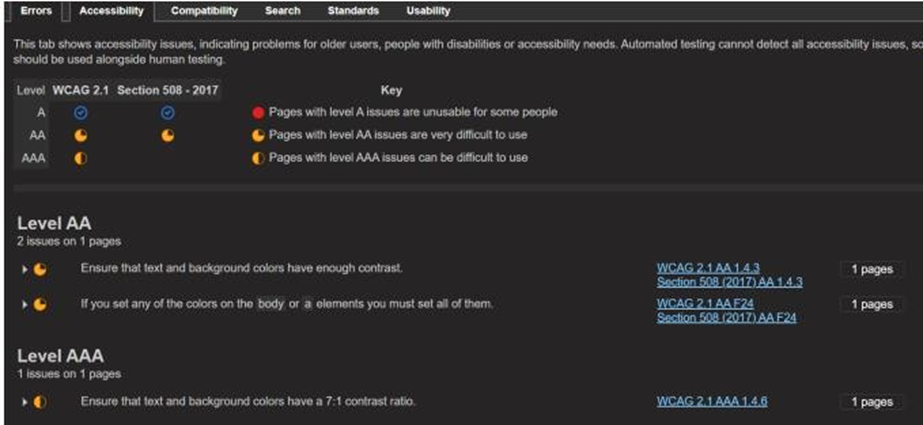 Errors Accessibility Compatibility Search Standards Usability
This tab shows accessibility issues, indicating problems for older users, people with disabilities or accessibility needs. Automated testing cannot detect all accessibility issues, so
should be used alongside human testing.
Level WCAG 2.1 Section 508 - 2017 Key
A Pages with level A issues are unusable for some people
AA Pages with level AA issues are very difficult to use
AAA Pages with level AAA issues can be difficult to use
Level AA
2 issues on 1 pages
Ensure that text and background colors have enough contrast. WCAG 2.1 AA 1.4.3 1 pages
Section 508 (2017) AA 1.4.3
If you set any of the colors on the body or a elements you must set all of them. WCAG 2.1 AA F24 1 pages
Section 508 (2017) AA F24
Level AAA
1 issues on 1 pages
Ensure that text and background colors have a 7:1 contrast ratio. WCAG 2.1 AAA 1.4.6 1 pages